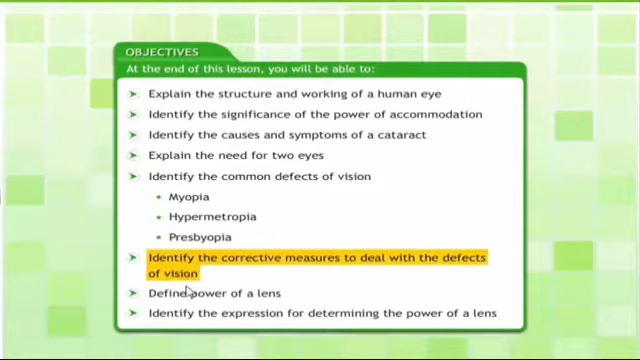 OBJECTIVES
At the end of this lesson, you will be able to:
Explain the structure and working of a human eye
Identify the significance of the power of accommodation
Identify the causes and symptoms of a cataract
Explain the need for two eyes
Identify the common defects of vision
Myopia
Hypermetropia
Presbyopia
Identify the corrective measures to deal with the defects
of vision
Define power of a lens
Identify the expression for determining the power of a lens